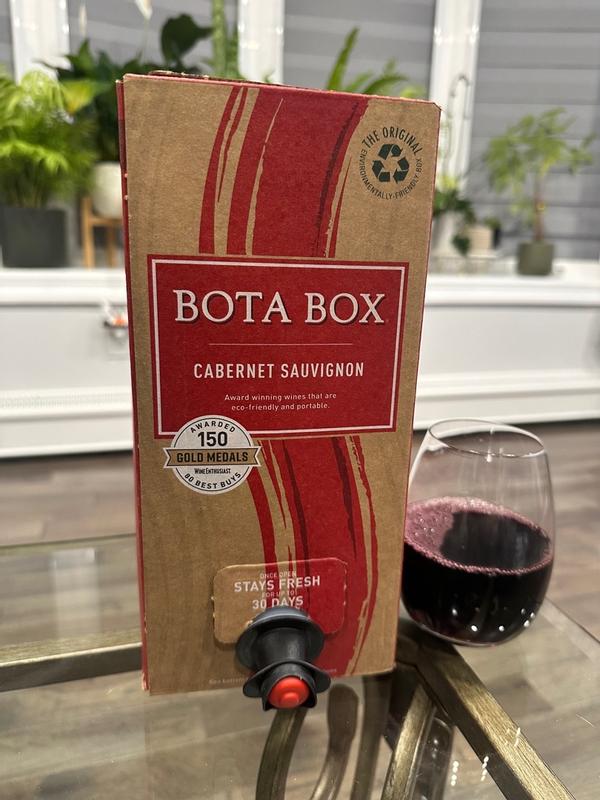 THE ORIGINAL
ENVIRONMENTALLY-FRIENDLY BOX
BOTA BOX
CABERNET SAUVIGNON
Award winning wines that are
eco-friendly and portable.
AWARDED
150
GOLD MEDALS
WINE ENTHUSIAST
80 BEST BUYS
ONCE OPEN
STAYS FRESH
FOR UP TO
30 DAYS